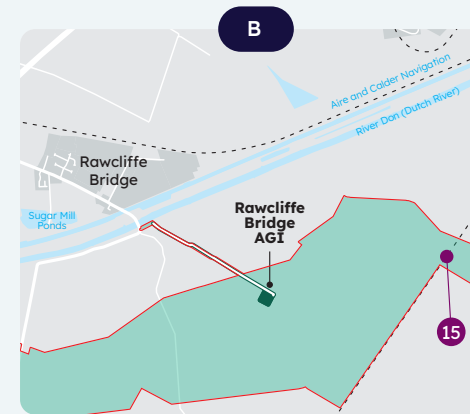 B
Aire and Calder Navigation
River Don (Dutch River)
Rawcliffe
Bridge
Sugar Mill
Ponds
Rawcliffe
Bridge
AGI
15